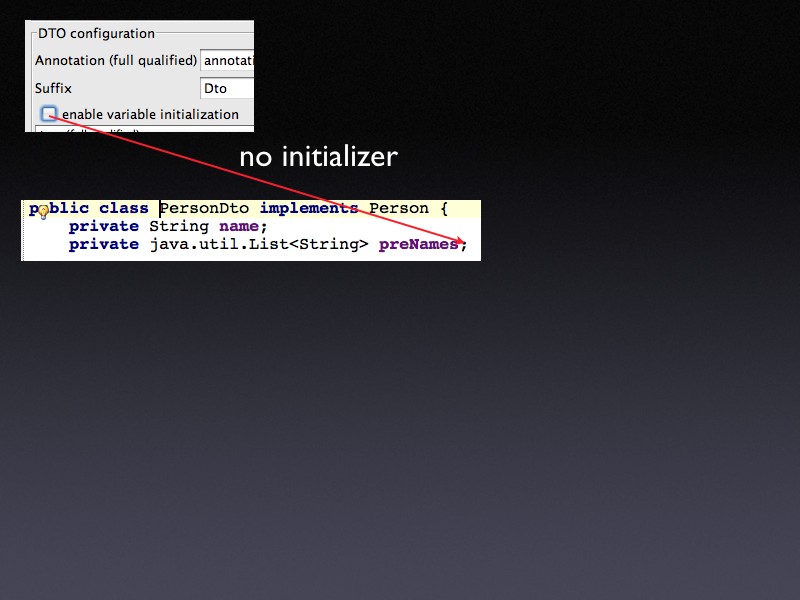 DTO configuration
Annotation (full qualified) annotati
Suffix Dto
enable variable initialization
no initializer
public class PersonDto implements Person {
private String name;
private java.util.List<String> preNames;